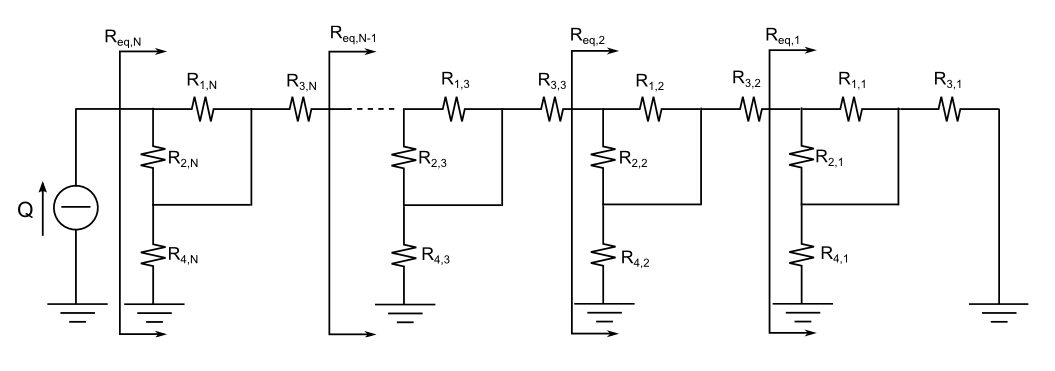 R_eq,N
R_eq,N-1
R_eq,2
R_eq,1
R_1,N
R_3,N
R_1,3
R_3,3
R_1,2
R_3,2
R_1,1
R_3,1
R_2,N
R_2,3
R_2,2
R_2,1
Q
R_4,N
R_4,3
R_4,2
R_4,1